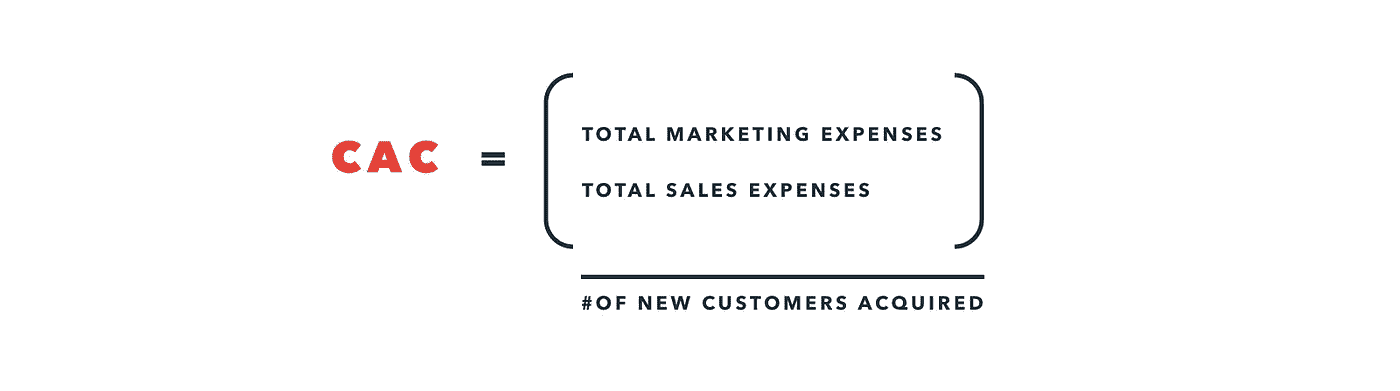 CAC =
TOTAL MARKETING EXPENSES
TOTAL SALES EXPENSES
#OF NEW CUSTOMERS ACQUIRED